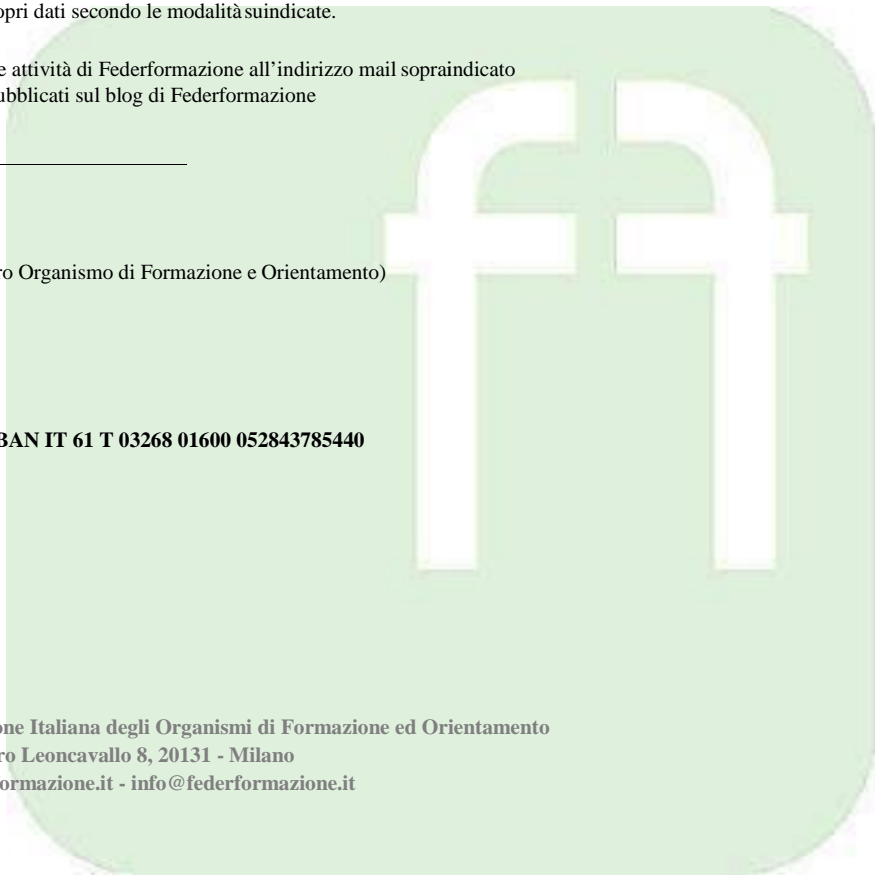 opri dati secondo le modalità suindicate.
e attività di Federformazione all’indirizzo mail sopraindicato
ubblicati sul blog di Federformazione
ro Organismo di Formazione e Orientamento)
BAN IT 61 T 03268 01600 052843785440
one Italiana degli Organismi di Formazione ed Orientamento
ro Leoncavallo 8, 20131 - Milano
ormazione.it - info@federformazione.it